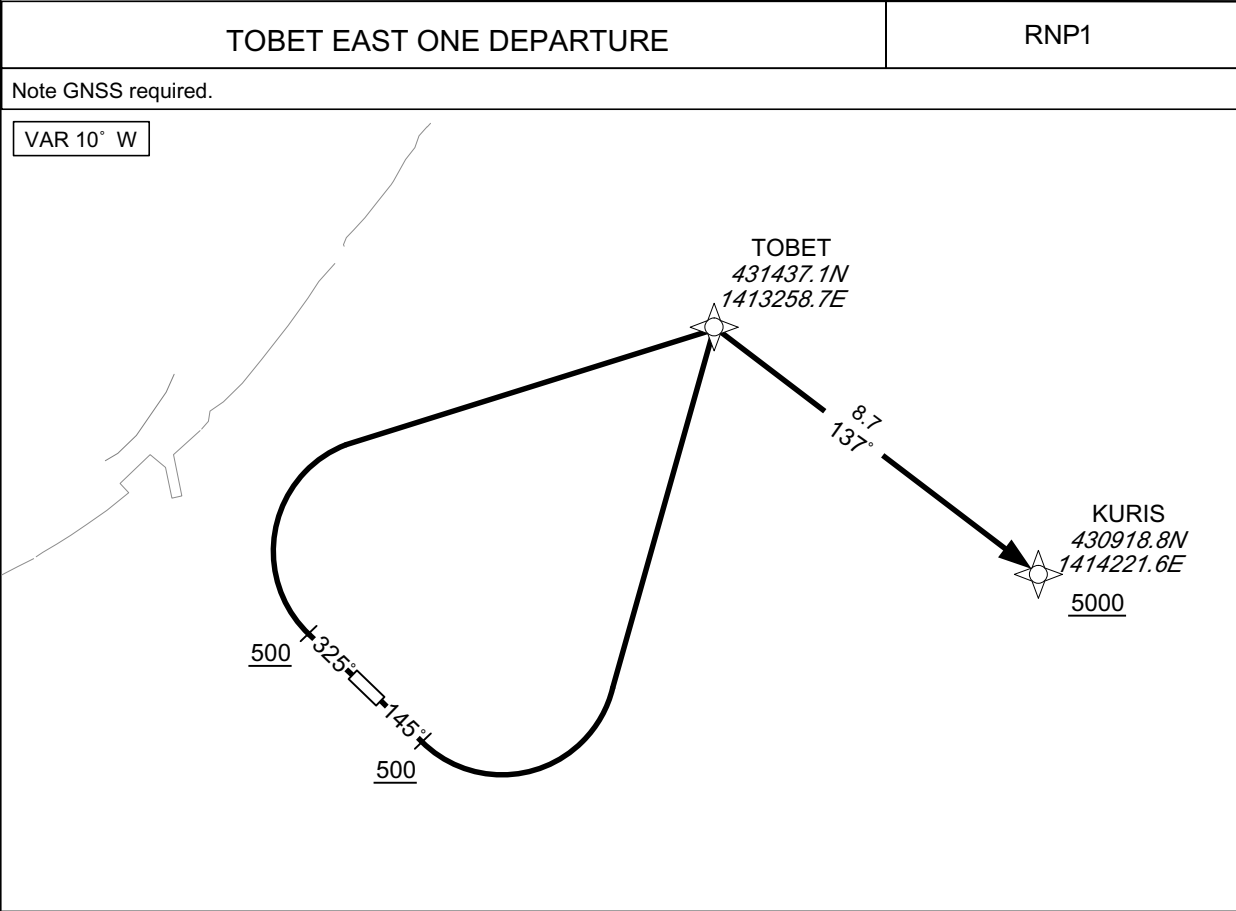 TOBET EAST ONE DEPARTURE
RNP1
Note GNSS required.
VAR 10° W
TOBET
431437.1N
1413258.7E
8.7
137°
KURIS
430918.8N
1414221.6E
5000
325°
500
145°
500